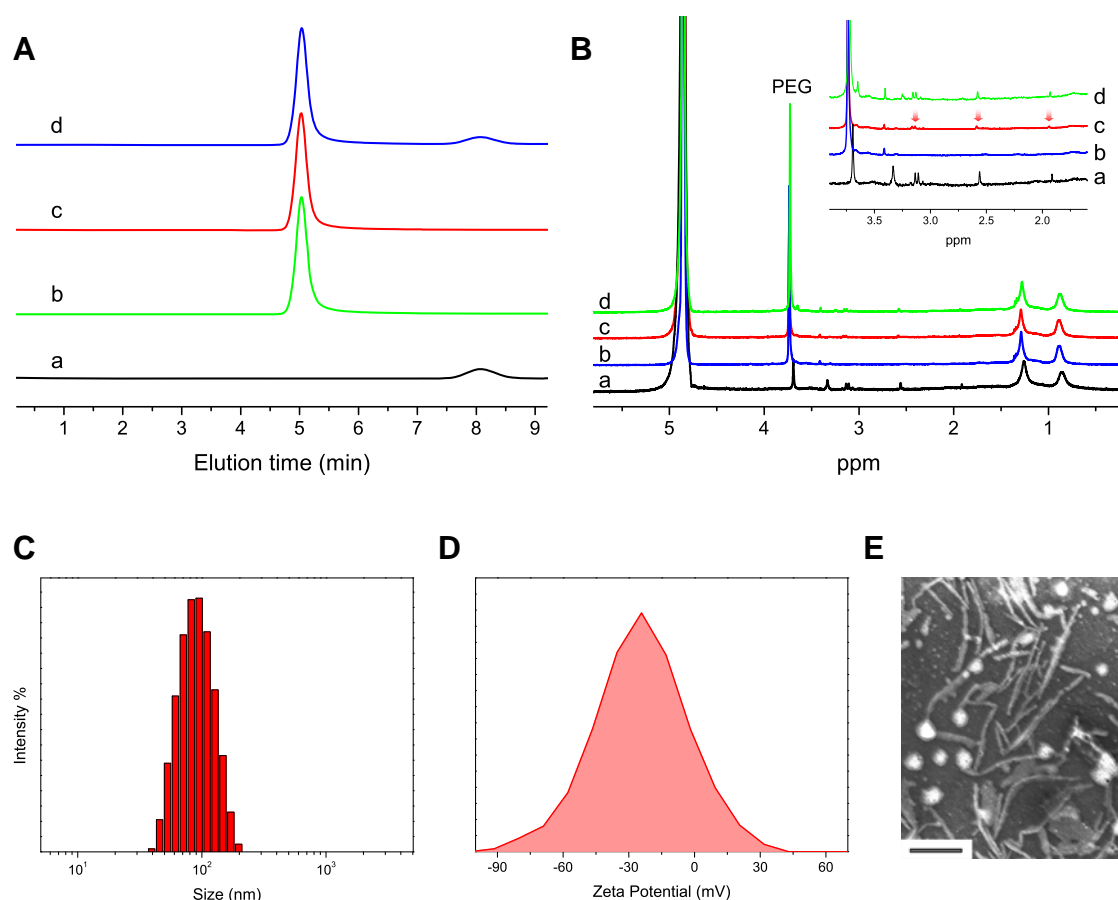 A
d
c
b
a
1 2 3 4 5 6 7 8 9
Elution time (min)
B
PEG
d
c
b
a
3.5 3.0 2.5 2.0
ppm
d
c
b
a
5 4 3 2 1
ppm
C
Intensity %
10¹ 10² 10³
Size (nm)
D
-90 -60 -30 0 30 60
Zeta Potential (mV)
E